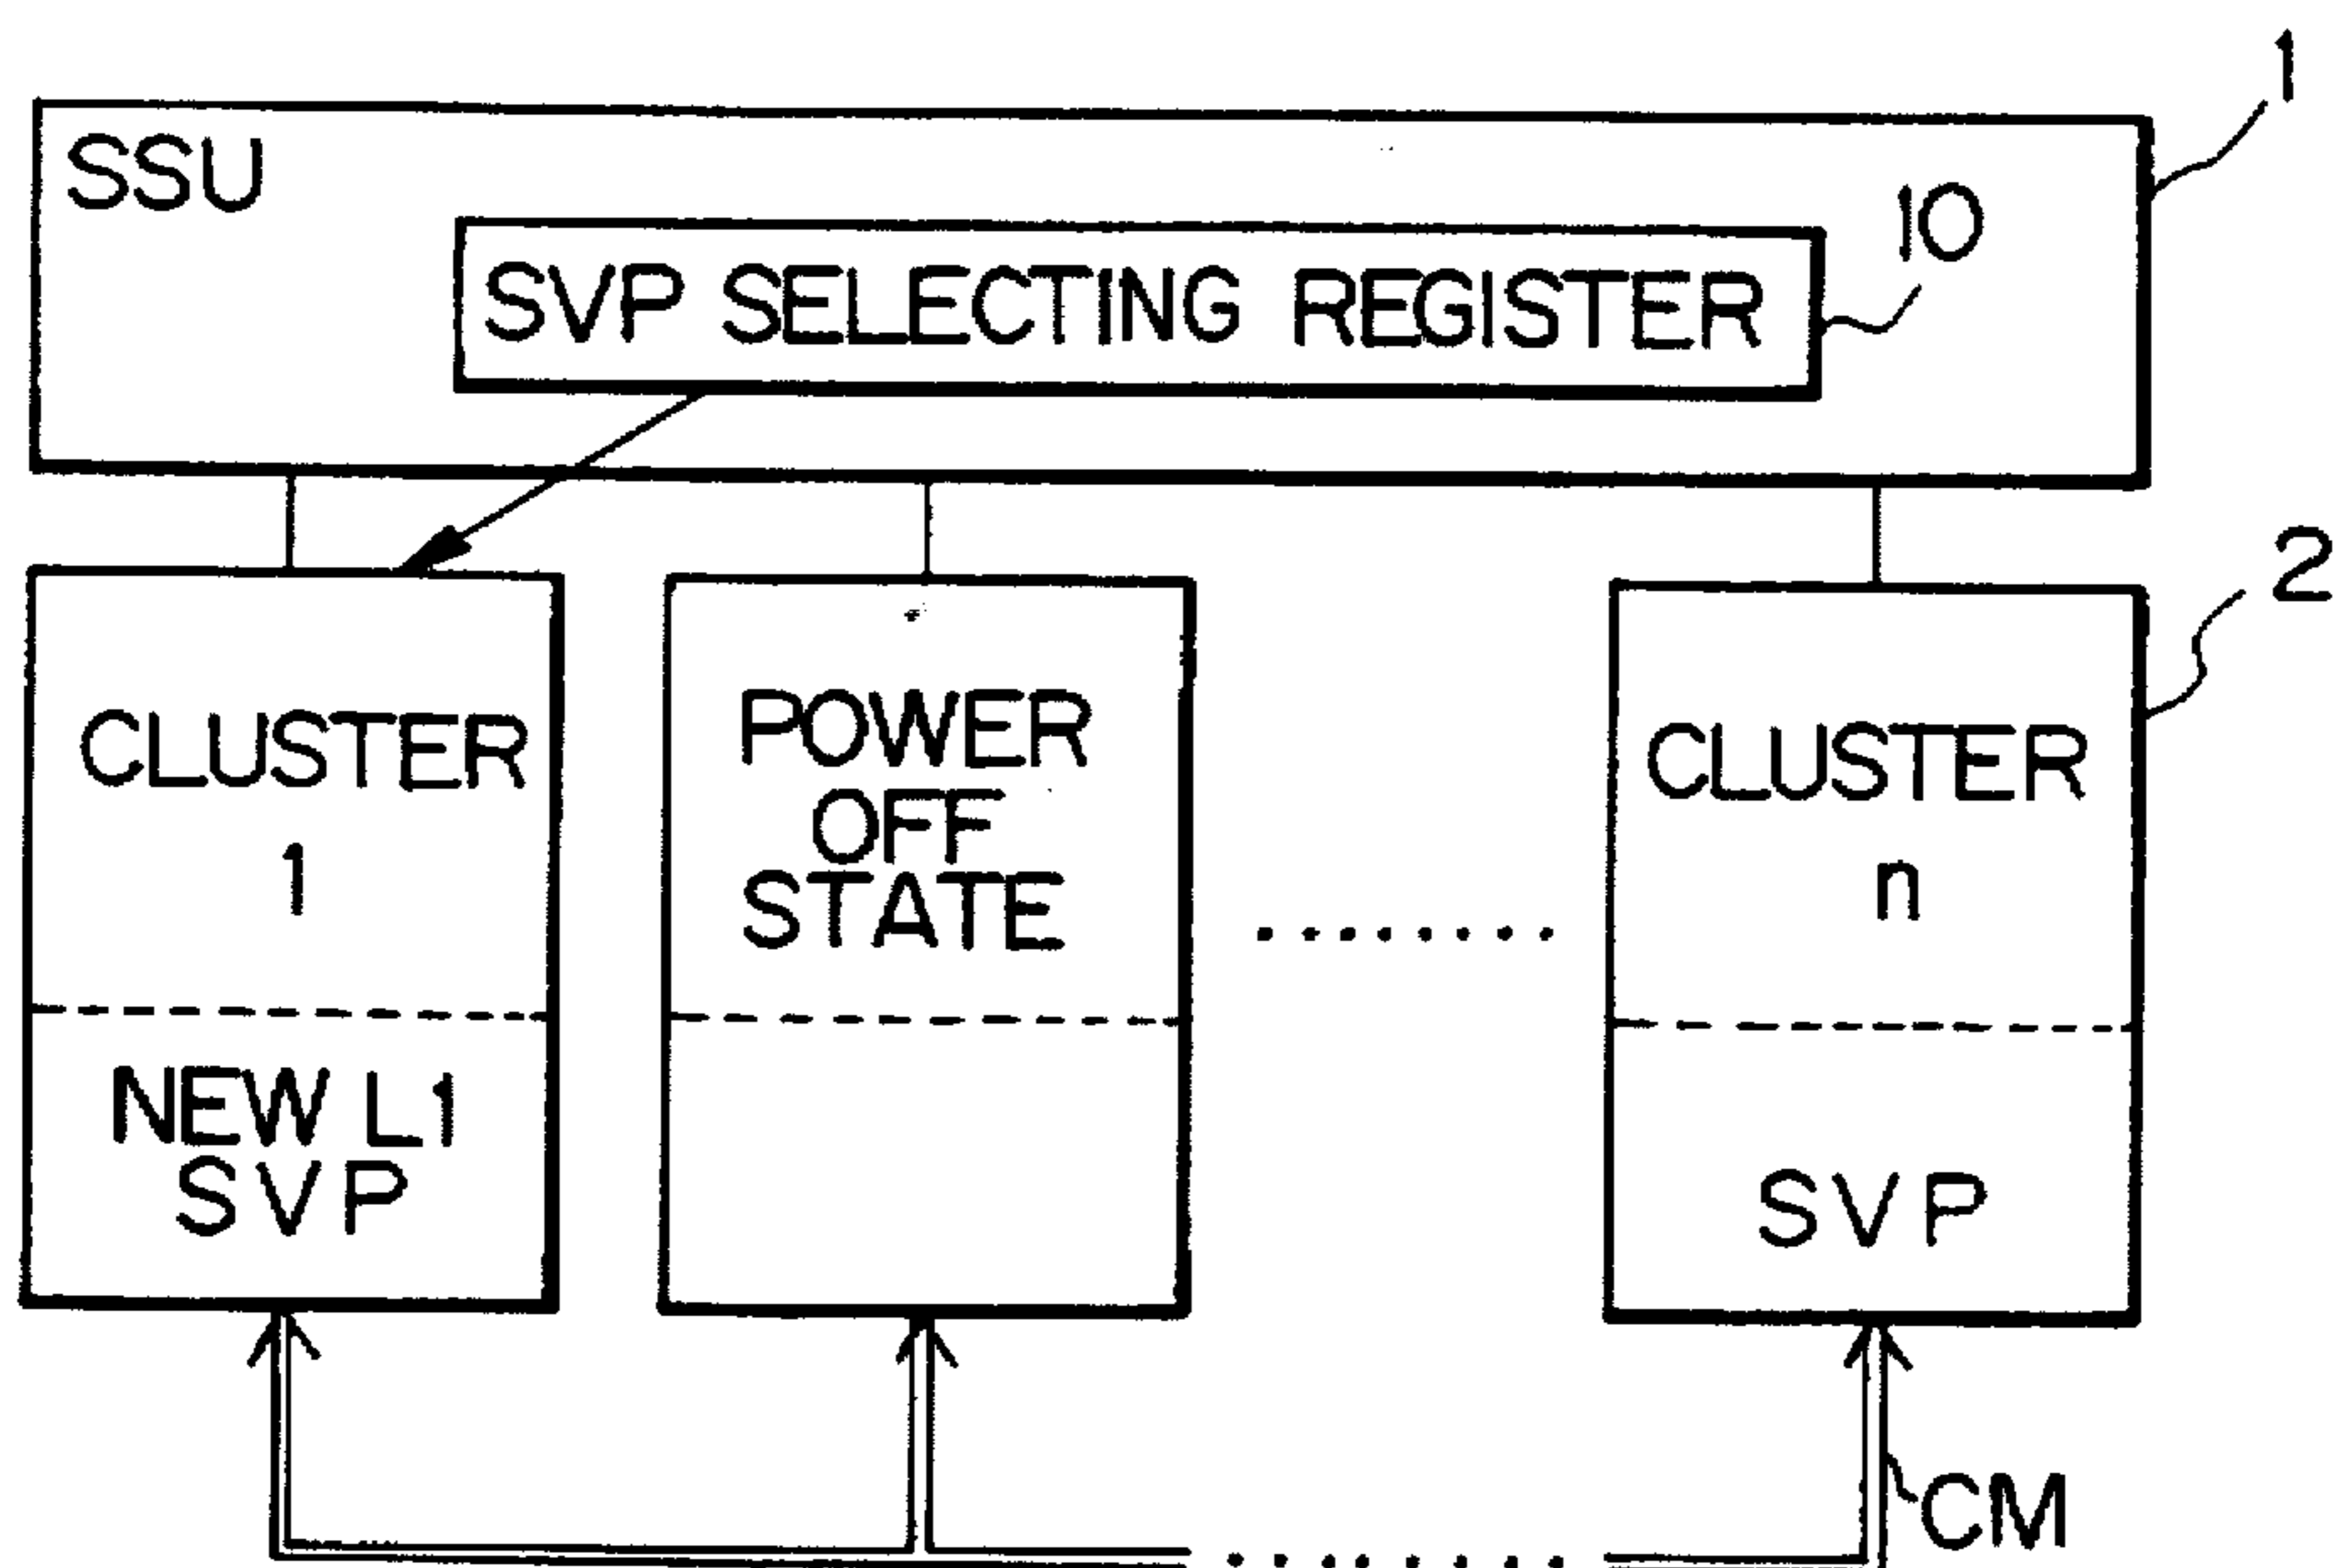 1
SSU
10
SVP SELECTING REGISTER
2
CLUSTER
1
POWER
OFF
STATE
CLUSTER
n
NEW L1
SVP
SVP
CM